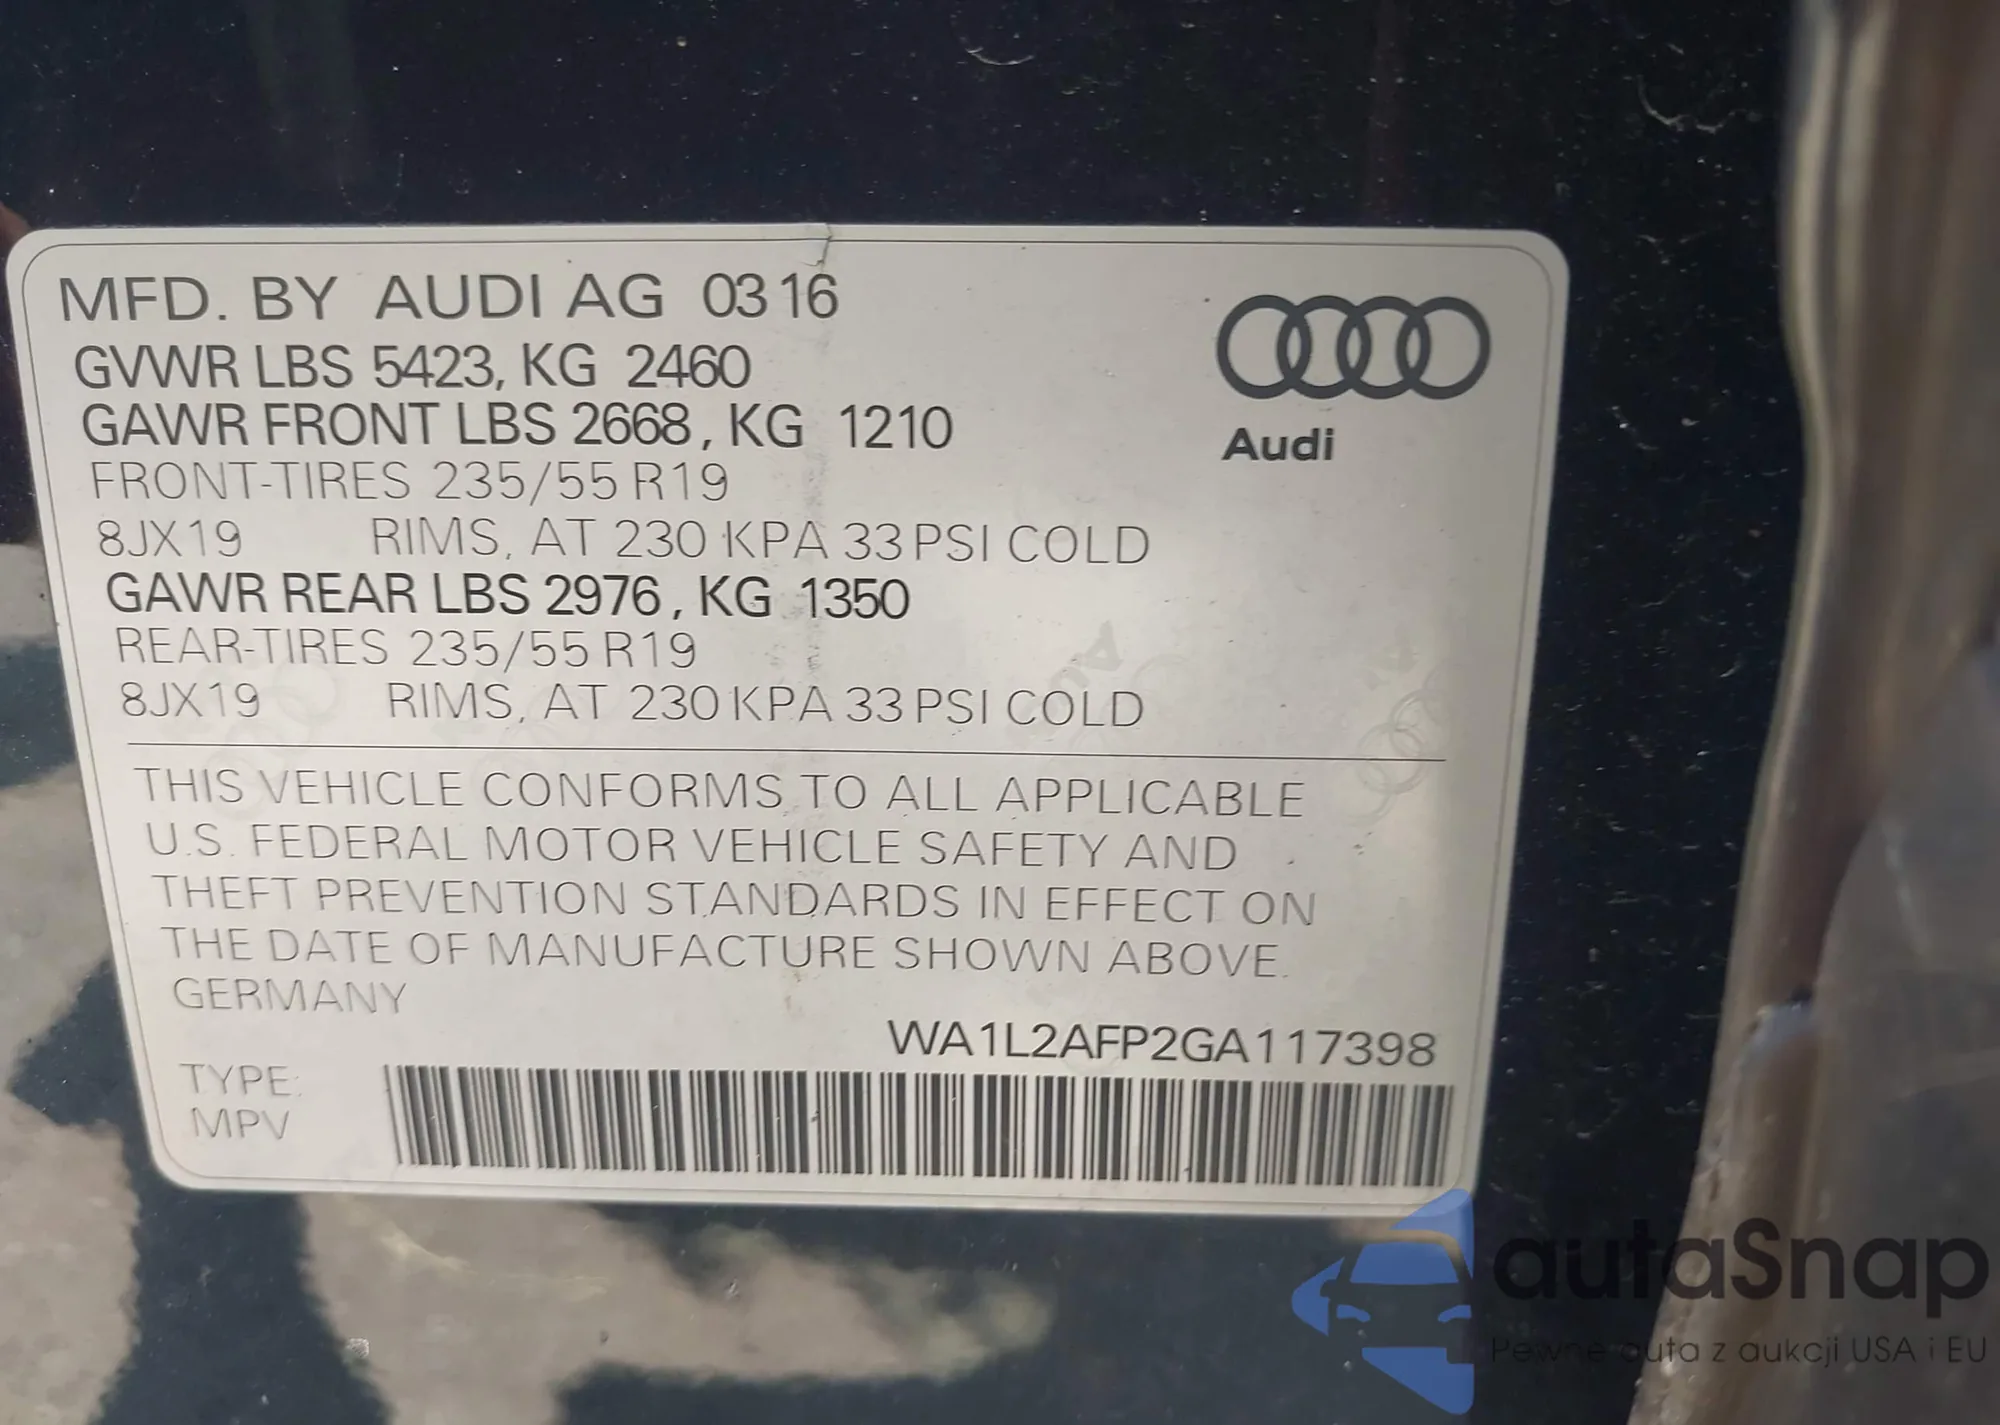 MFD. BY AUDI AG 03 16
GVWR LBS 5423, KG 2460
GAWR FRONT LBS 2668, KG 1210
FRONT-TIRES 235/55 R19
8JX19 RIMS, AT 230 KPA 33 PSI COLD
GAWR REAR LBS 2976, KG 1350
REAR-TIRES 235/55 R19
8JX19 RIMS, AT 230 KPA 33 PSI COLD
Audi
THIS VEHICLE CONFORMS TO ALL APPLICABLE
U.S. FEDERAL MOTOR VEHICLE SAFETY AND
THEFT PREVENTION STANDARDS IN EFFECT ON
THE DATE OF MANUFACTURE SHOWN ABOVE.
GERMANY
WA1L2AFP2GA117398
TYPE:
MPV
autaSnap
Pewne auta z aukcji USA i EU